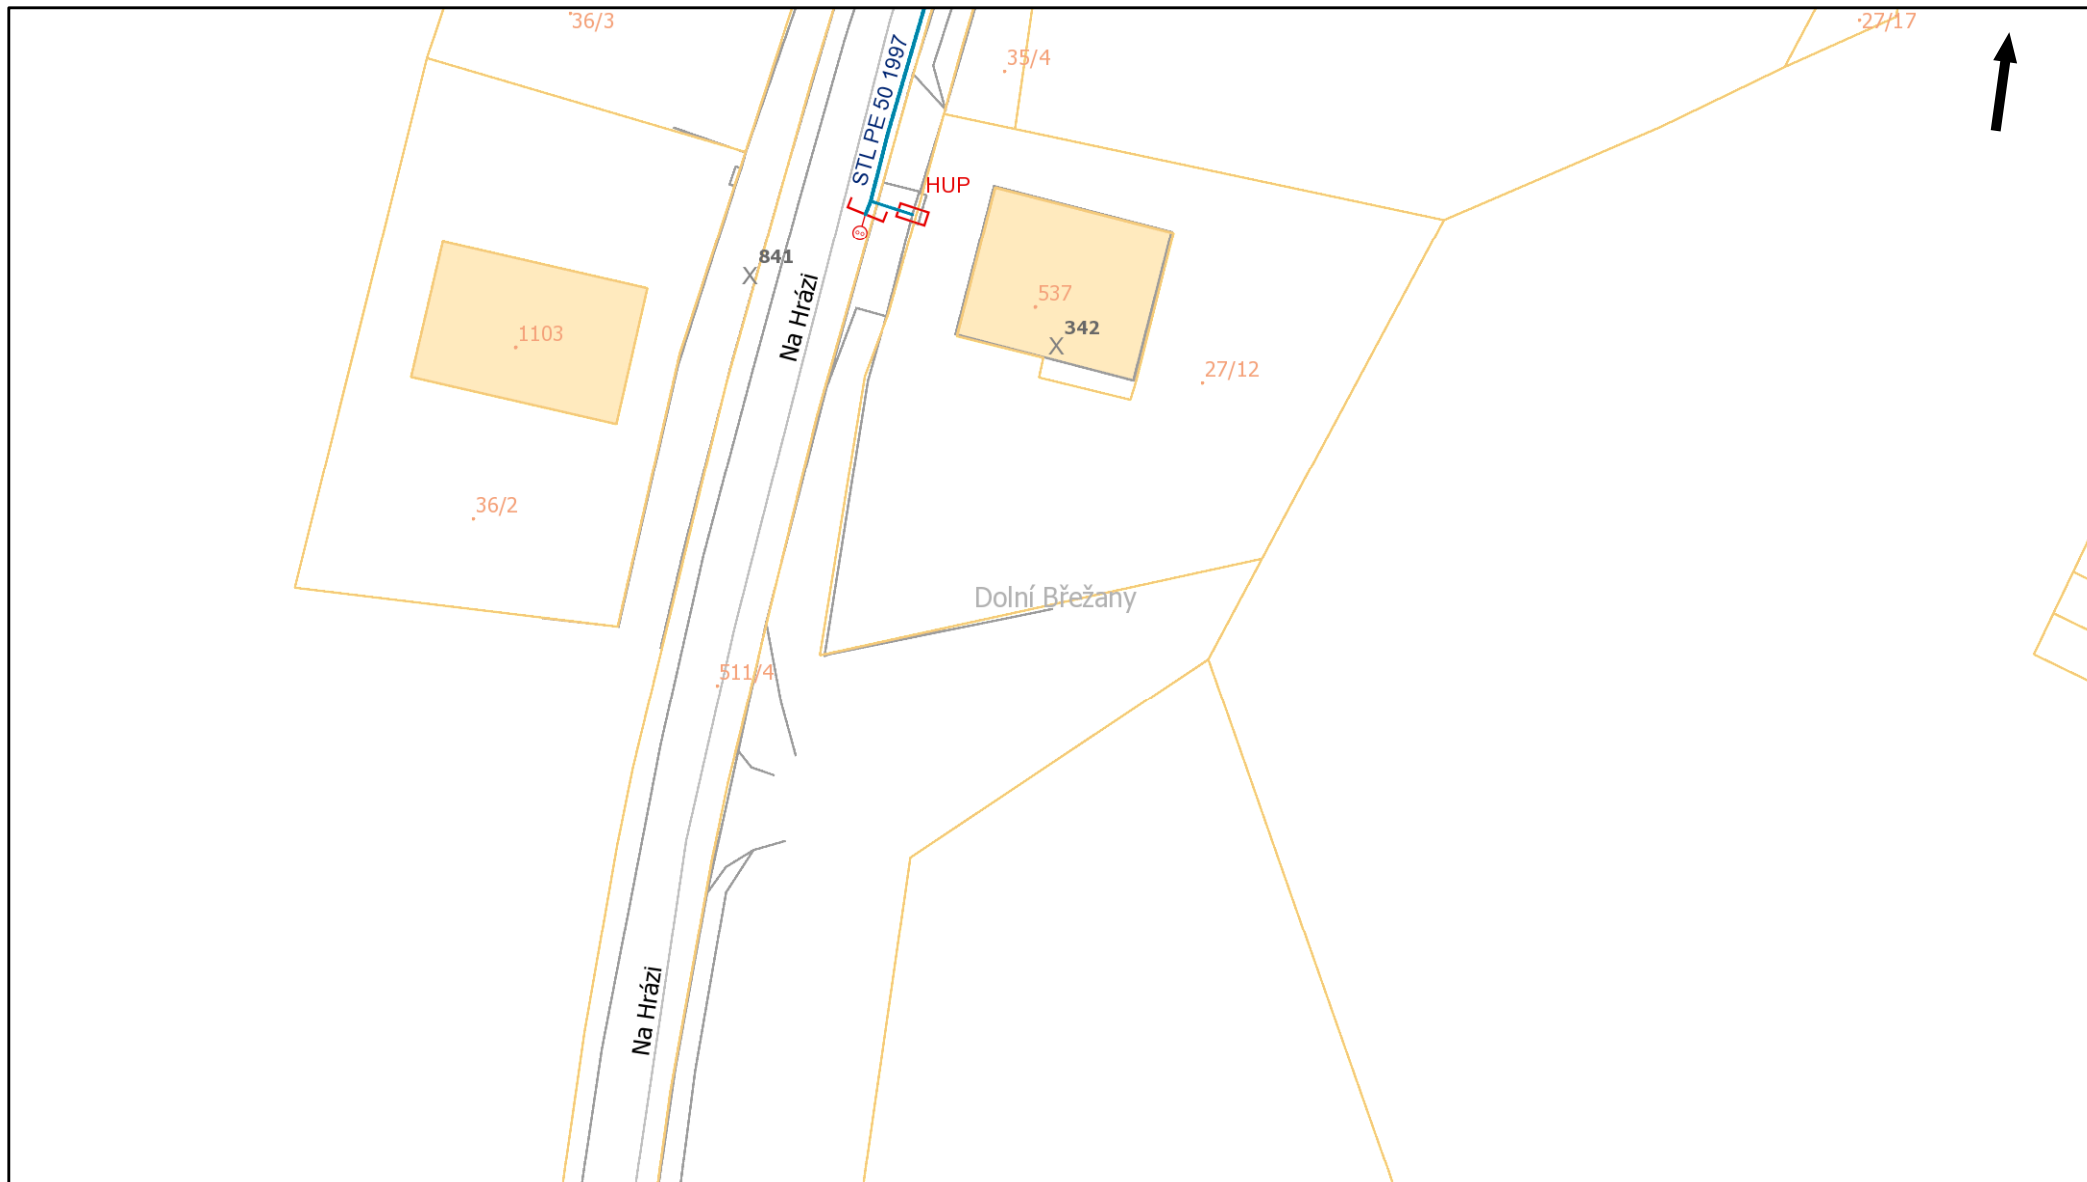 36/3
27/17
35/4
STL PE 50 1997
HUP
841
Na Hrázi
537
342
1103
27/12
36/2
Dolní Břežany
511/4
Na Hrázi